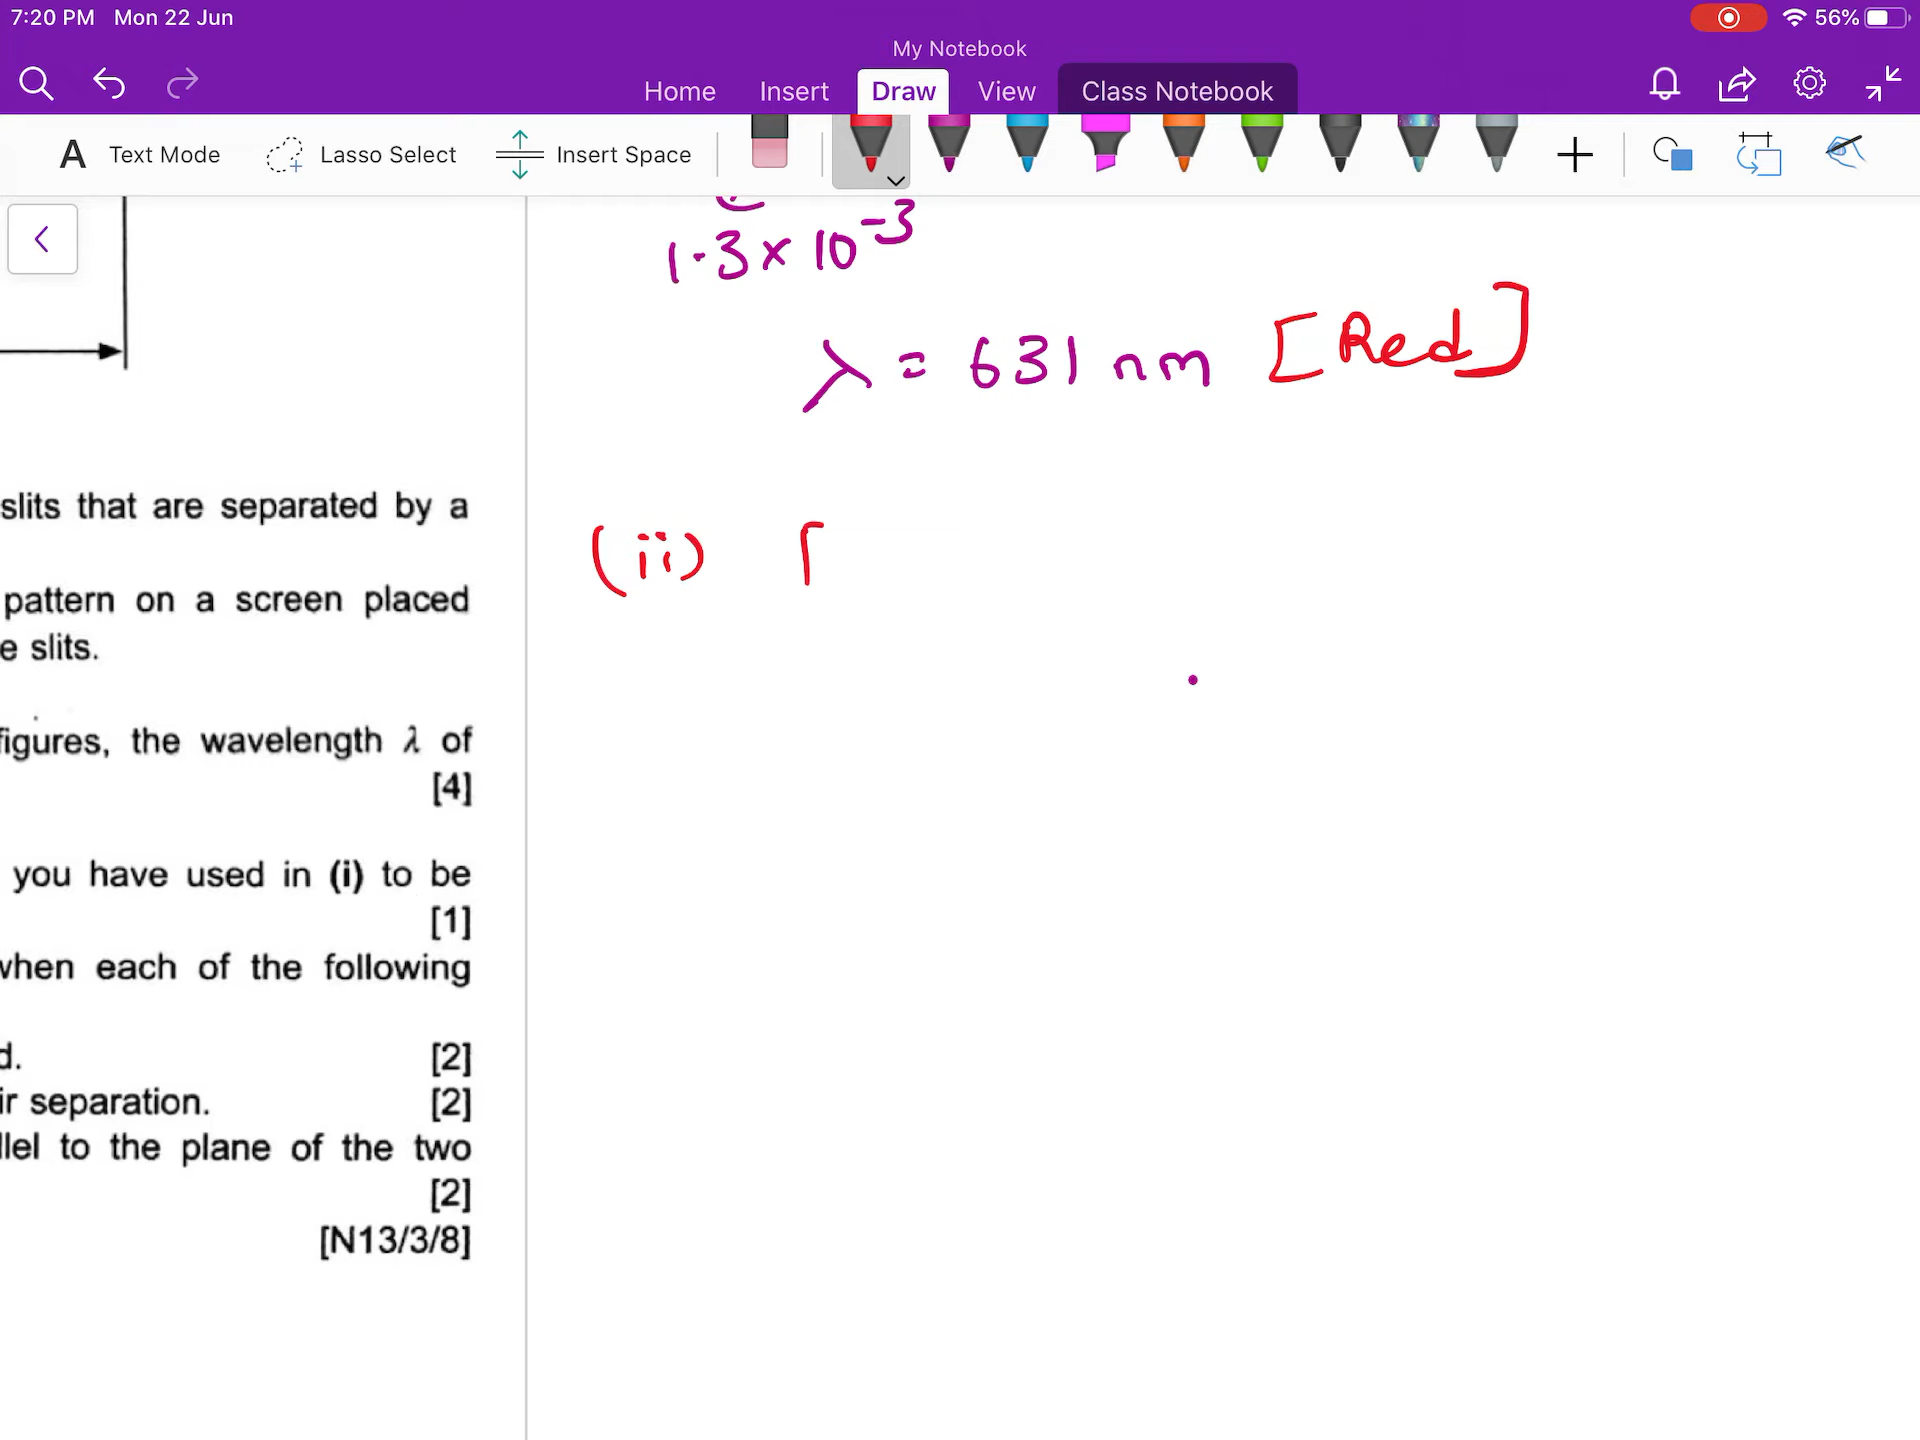 7:20 PM Mon 22 Jun
56%
My Notebook
Home Insert Draw View Class Notebook
A Text Mode Lasso Select Insert Space
1.3 x 10-3
λ = 631 nm [Red]
slits that are separated by a
pattern on a screen placed
e slits.
figures, the wavelength λ of
[4]
you have used in (i) to be
[1]
when each of the following
d. [2]
ir separation. [2]
llel to the plane of the two
[2]
[N13/3/8]
(ii)